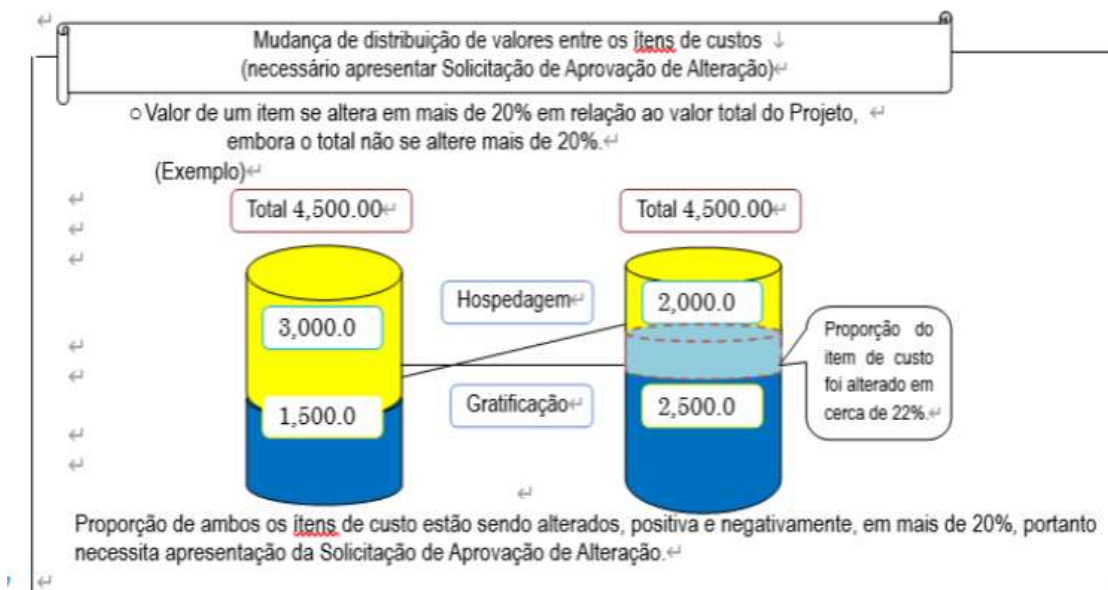 Mudança de distribuição de valores entre os ítens de custos ↓
(necessário apresentar Solicitação de Aprovação de Alteração)↵
○Valor de um item se altera em mais de 20% em relação ao valor total do Projeto, ↵
embora o total não se altere mais de 20%.↵
(Exemplo)↵
Total 4,500.00↵
Total 4,500.00↵
Hospedagem↵
3,000.0
2,000.0
Proporção do
item de custo
foi alterado em
cerca de 22%.↵
Gratificação↵
1,500.0
2,500.0
Proporção de ambos os ítens de custo estão sendo alterados, positiva e negativamente, em mais de 20%, portanto
necessita apresentação da Solicitação de Aprovação de Alteração.↵